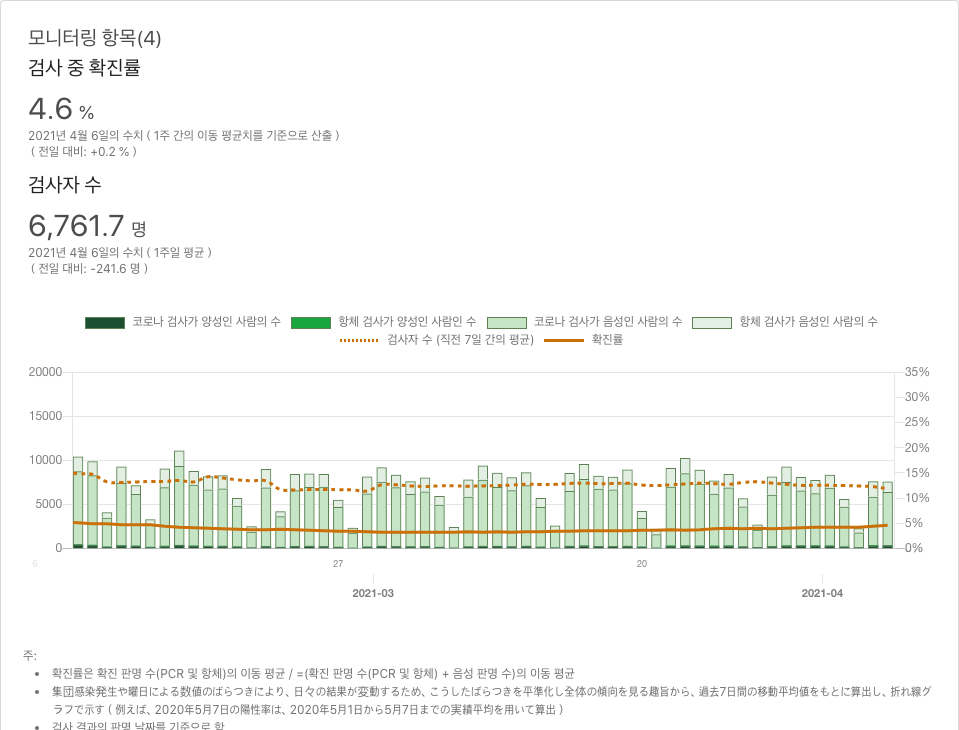 모니터링 항목(4)
검사 중 확진률
4.6 %
2021년 4월 6일의 수치 ( 1주 간의 이동 평균치를 기준으로 산출 )
( 전일 대비: +0.2 % )
검사자 수
6,761.7 명
2021년 4월 6일의 수치 ( 1주일 평균 )
( 전일 대비: -241.6 명 )
코로나 검사가 양성인 사람의 수 항체 검사가 양성인 사람인 수 코로나 검사가 음성인 사람의 수 항체 검사가 음성인 사람의 수
검사자 수 (직전 7일 간의 평균) 확진률
20000 35%
30%
15000 25%
20%
10000 15%
10%
5000 5%
0 0%
6 27 20
2021-03 2021-04
주:
• 확진률은 확진 판명 수(PCR 및 항체)의 이동 평균 / =(확진 판명 수(PCR 및 항체) + 음성 판명 수)의 이동 평균
• 集団感染発生や曜日による数値のばらつきにより、日々の結果が変動するため、こうしたばらつきを平準化し全体の傾向を見る趣旨から、過去7日間の移動平均値をもとに算出し、折れ線グ
ラフで示す ( 例えば、2020年5月7日の陽性率は、2020年5月1日から5月7日までの実績平均を用いて算出 )
• 검사 결과의 판명 날짜를 기준으로 함